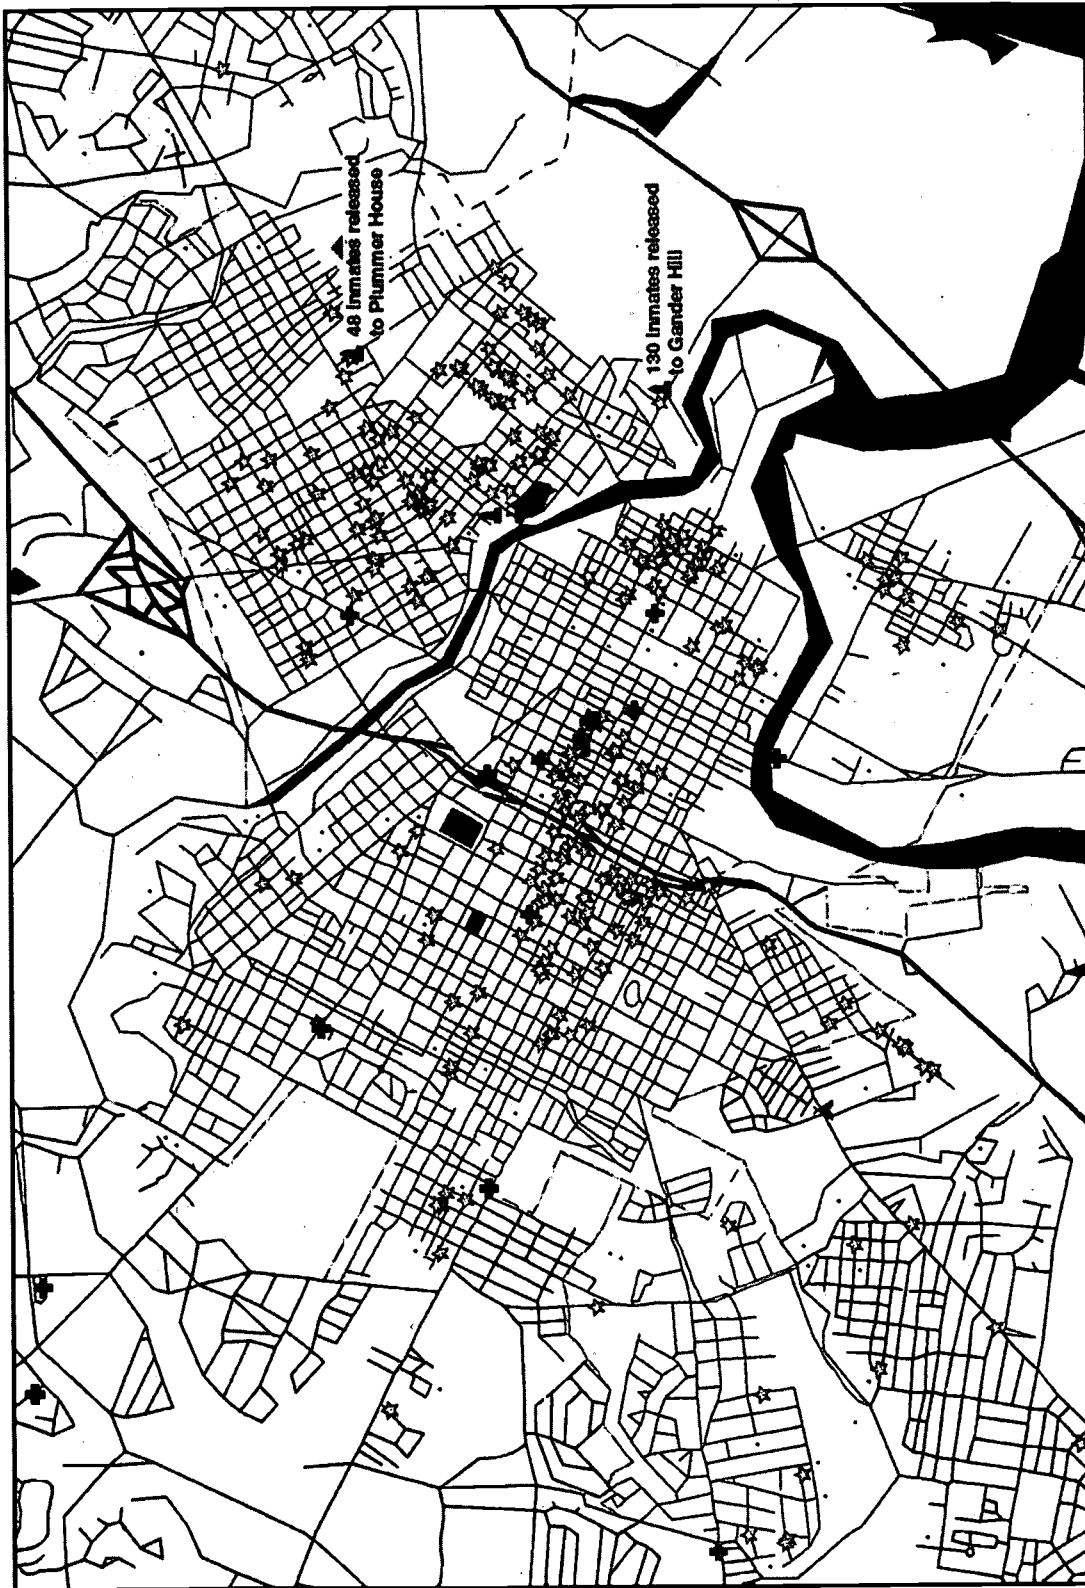 48 Inmates released
to Plummer House
130 Inmates released
to Gander Hill